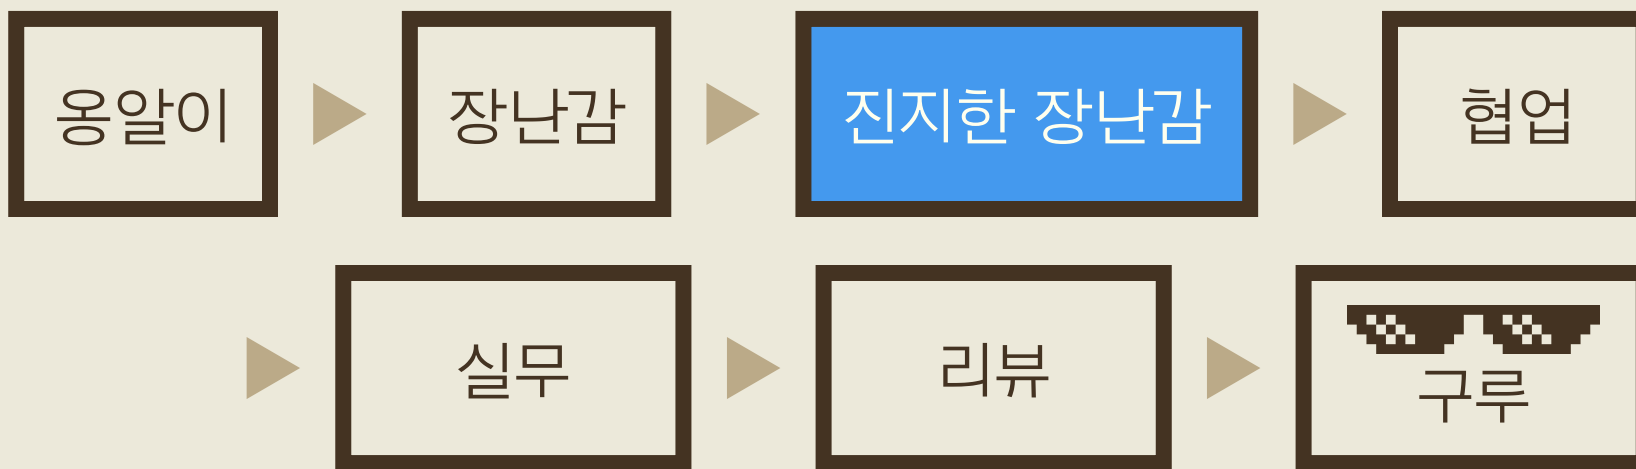 옹알이
장난감
진지한 장난감
협업
실무
리뷰
구루